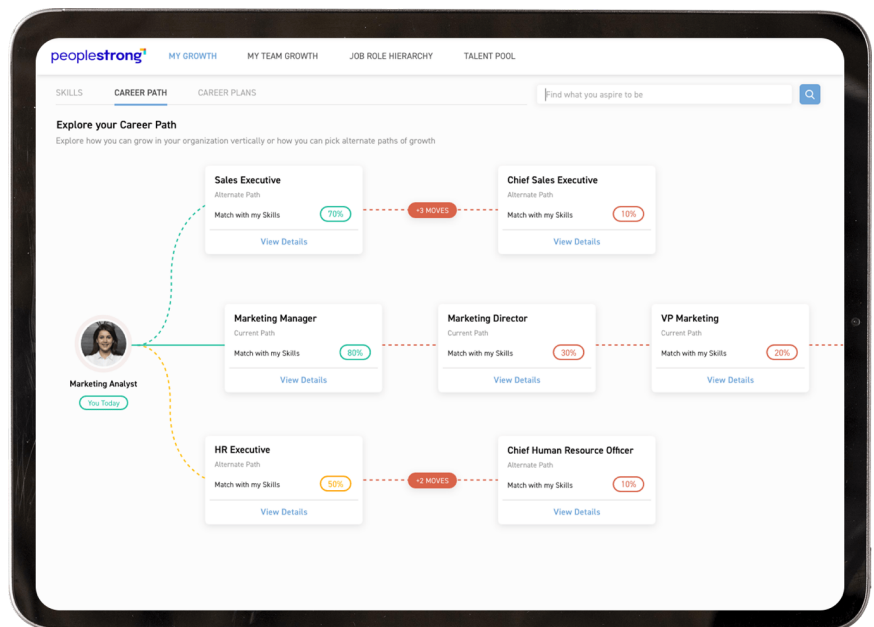 peoplestrong
MY GROWTH
MY TEAM GROWTH
JOB ROLE HIERARCHY
TALENT POOL
SKILLS
CAREER PATH
CAREER PLANS
Find what you aspire to be
Explore your Career Path
Explore how you can grow in your organization vertically or how you can pick alternate paths of growth
Sales Executive
Alternate Path
Match with my Skills 70%
View Details
+3 MOVES
Chief Sales Executive
Alternate Path
Match with my Skills 10%
View Details
Marketing Analyst
You Today
Marketing Manager
Current Path
Match with my Skills 80%
View Details
Marketing Director
Current Path
Match with my Skills 30%
View Details
VP Marketing
Current Path
Match with my Skills 20%
View Details
HR Executive
Alternate Path
Match with my Skills 50%
View Details
+2 MOVES
Chief Human Resource Officer
Alternate Path
Match with my Skills 10%
View Details